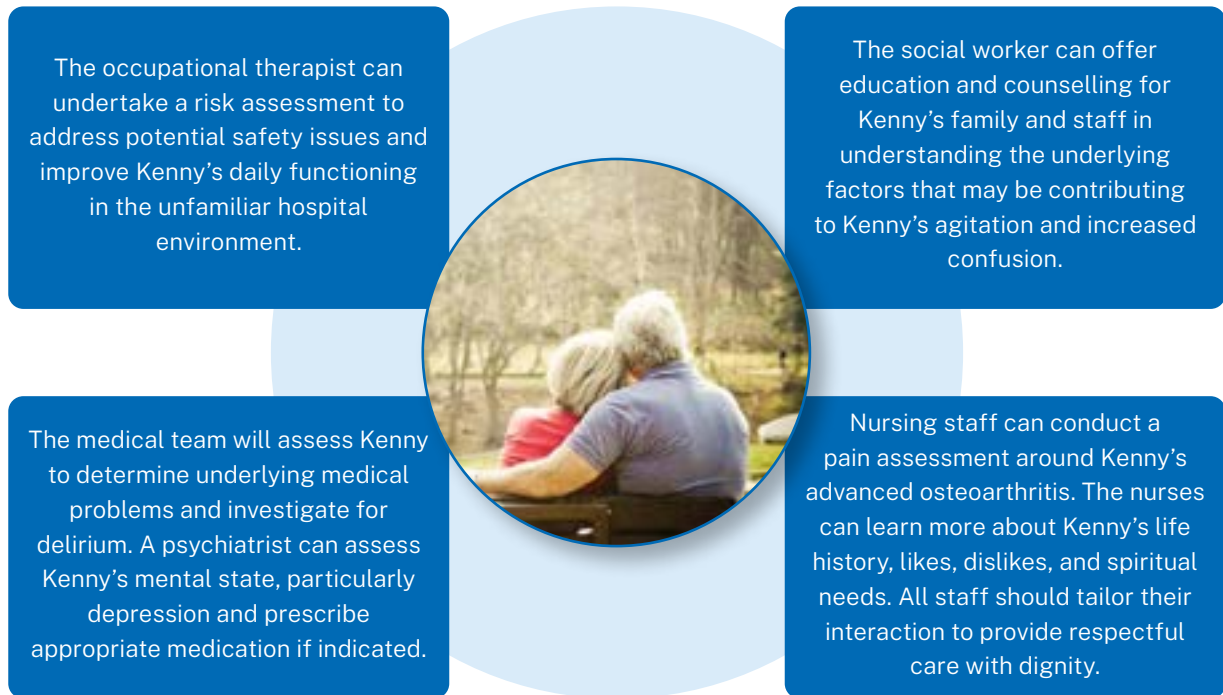 The occupational therapist can
undertake a risk assessment to
address potential safety issues and
improve Kenny’s daily functioning
in the unfamiliar hospital
environment.
The social worker can offer
education and counselling for
Kenny’s family and staff in
understanding the underlying
factors that may be contributing
to Kenny’s agitation and increased
confusion.
The medical team will assess Kenny
to determine underlying medical
problems and investigate for
delirium. A psychiatrist can assess
Kenny’s mental state, particularly
depression and prescribe
appropriate medication if indicated.
Nursing staff can conduct a
pain assessment around Kenny’s
advanced osteoarthritis. The nurses
can learn more about Kenny’s life
history, likes, dislikes, and spiritual
needs. All staff should tailor their
interaction to provide respectful
care with dignity.